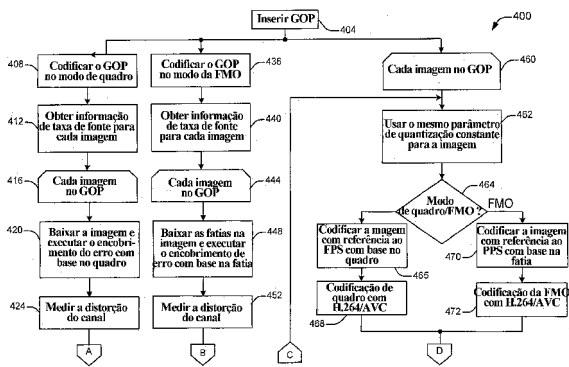 Inserir GOP
404
400
408
Codificar o GOP
no modo de quadro
412
Obter informação
de taxa de fonte para
cada imagem
416
Cada imagem
no GOP
420
Baixar a imagem e
executar o encobri-
mento do erro com
base no quadro
424
Medir a distorção
do canal
A
436
Codificar o GOP
no modo da FMO
440
Obter informação
de taxa de fonte para
cada imagem
444
Cada imagem
no GOP
448
Baixar as fatias na
imagem e executar
o encobrimento de
erro com base na fatia
452
Medir a distorção
do canal
B
460
Cada imagem no GOP
462
Usar o mesmo parâmetro
de quantização constante
para a imagem
464
Modo
de quadro/FMO ?
FMO
Codificar a magem
com referência ao
FPS com base no
quadro
465
Codificação de
quadro com
H.264/AVC
468
Codificar a imagem
com referência ao
PPS com base na
fatia
470
Codificação da FMO
com H.264/AVC
472
C
D